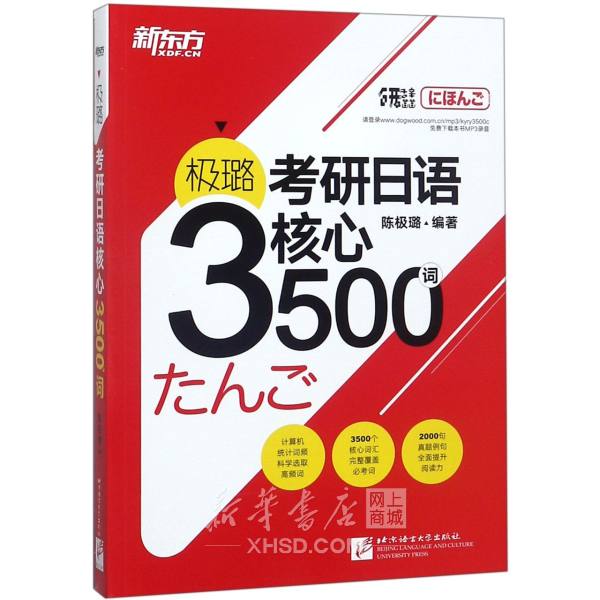 新东方
XDF.CN
极璐
考研日语核心3500词
にほんご
请登录www.dogwood.com.cn/mp3/kyry3500c
免费下载本书MP3录音
极璐
考研日语
核心
陈极璐▲编著
3500词
たんご
计算机
统计词频
科学选取
高频词
3500个
核心词汇
完整覆盖
必考词
2000句
真题例句
全面提升
阅读力
新华书店
网上
商城
XHSD.COM
北京语言大学出版社
BEIJING LANGUAGE AND CULTURE
UNIVERSITY PRESS